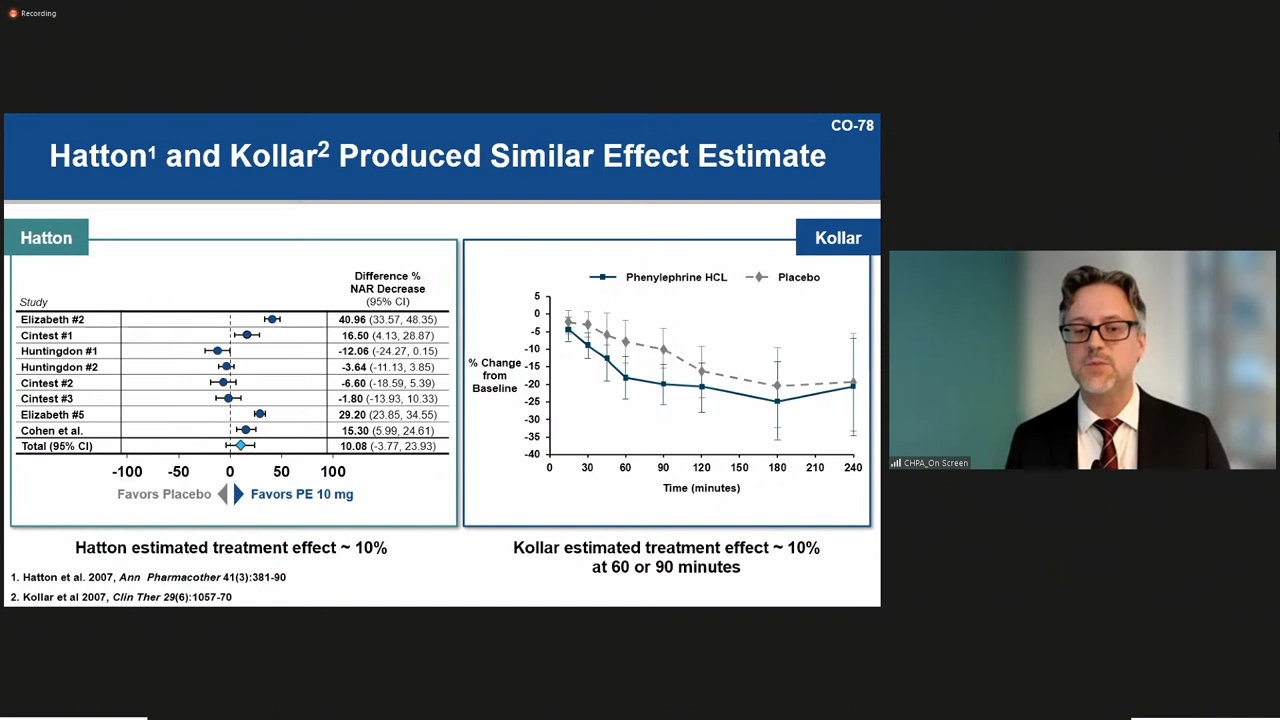 Recording
CO-78
Hatton1 and Kollar2 Produced Similar Effect Estimate
Hatton
Study
Difference %
NAR Decrease
(95% CI)
Elizabeth #2 40.96 (33.57, 48.35)
Cintest #1 16.50 (4.13, 28.87)
Huntingdon #1 -12.06 (-24.27, 0.15)
Huntingdon #2 -3.64 (-11.13, 3.85)
Cintest #2 -6.60 (-18.59, 5.39)
Cintest #3 -1.80 (-13.93, 10.33)
Elizabeth #5 29.20 (23.85, 34.55)
Cohen et al. 15.30 (5.99, 24.61)
Total (95% CI) 10.08 (-3.77, 23.93)
-100 -50 0 50 100
Favors Placebo Favors PE 10 mg
Hatton estimated treatment effect ~ 10%
Kollar
Phenylephrine HCL Placebo
% Change
from
Baseline
5
0
-5
-10
-15
-20
-25
-30
-35
-40
0 30 60 90 120 150 180 210 240
Time (minutes)
Kollar estimated treatment effect ~ 10%
at 60 or 90 minutes
1. Hatton et al. 2007, Ann Pharmacother 41(3):381-90
2. Kollar et al 2007, Clin Ther 29(6):1057-70
CHPA_On Screen